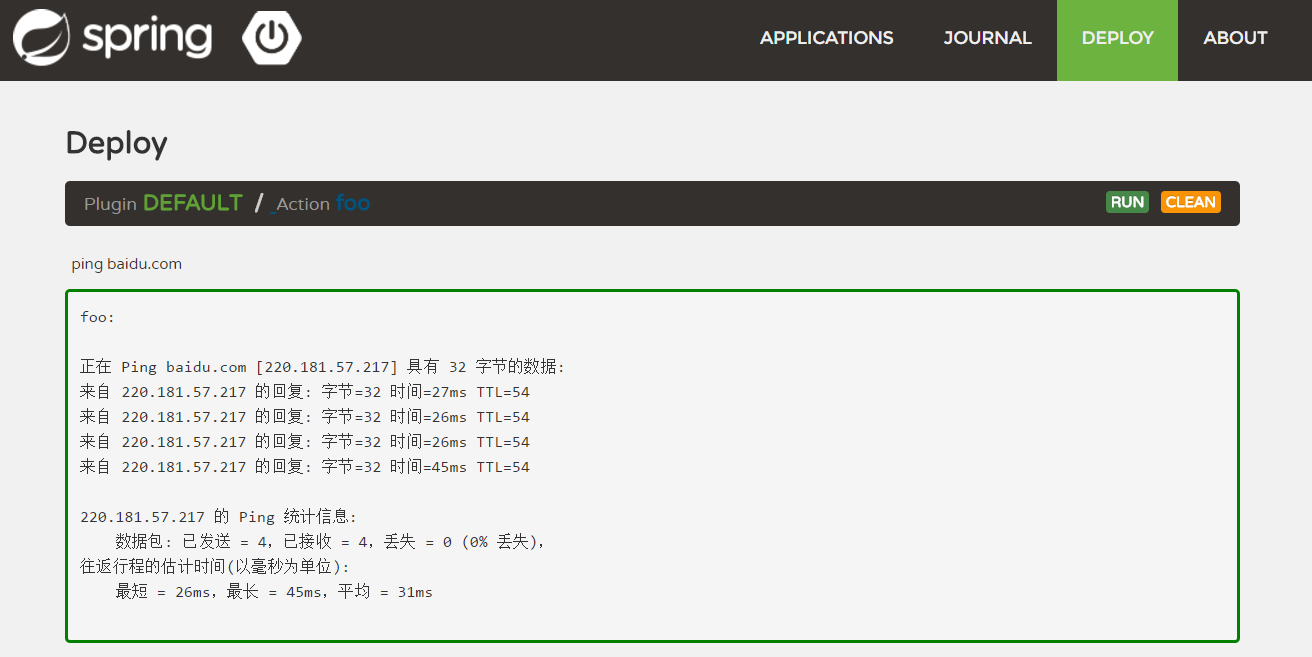 spring
APPLICATIONS JOURNAL DEPLOY ABOUT
Deploy
Plugin DEFAULT / _Action foo RUN CLEAN
ping baidu.com
foo:
正在 Ping baidu.com [220.181.57.217] 具有 32 字节的数据:
来自 220.181.57.217 的回复: 字节=32 时间=27ms TTL=54
来自 220.181.57.217 的回复: 字节=32 时间=26ms TTL=54
来自 220.181.57.217 的回复: 字节=32 时间=26ms TTL=54
来自 220.181.57.217 的回复: 字节=32 时间=45ms TTL=54
220.181.57.217 的 Ping 统计信息:
数据包: 已发送 = 4，已接收 = 4，丢失 = 0 (0% 丢失)，
往返行程的估计时间(以毫秒为单位):
最短 = 26ms，最长 = 45ms，平均 = 31ms